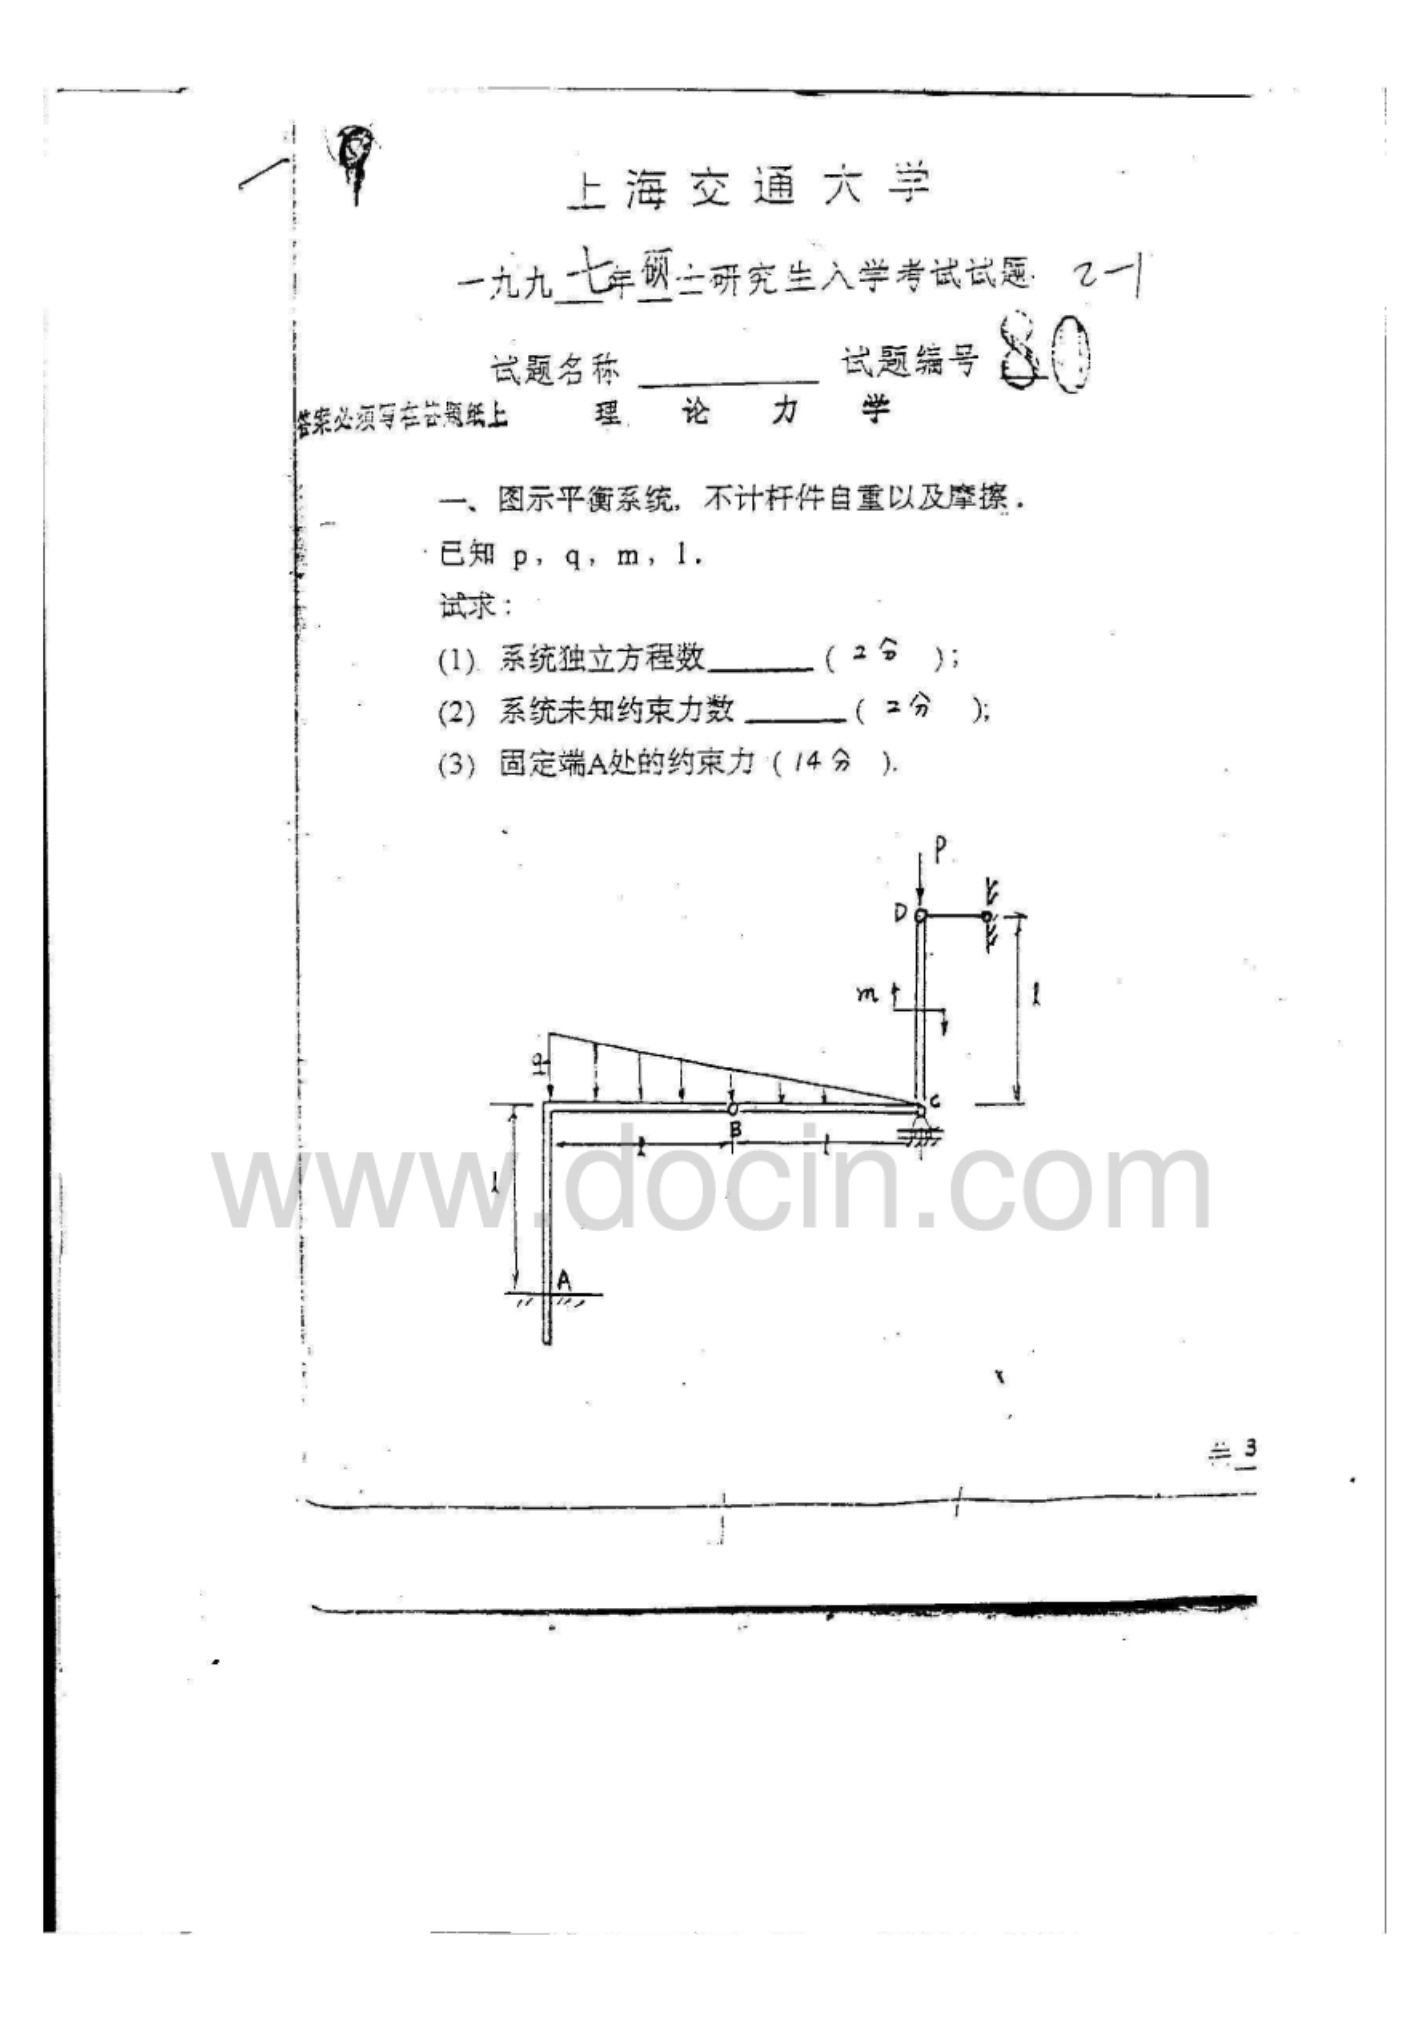 上海交通大学
一九九七年硕士研究生入学考试试题 2-1
试题名称 试题编号 80
答案必须写在答题纸上 理论力学
一、图示平衡系统, 不计杆件自重以及摩擦.
已知 p, q, m, l.
试求:
(1) 系统独立方程数 (2分);
(2) 系统未知约束力数 (2分);
(3) 固定端A处的约束力 (14分).
P
D
m
l
q
C
B
l l
l
A
www.docin.com
共 3